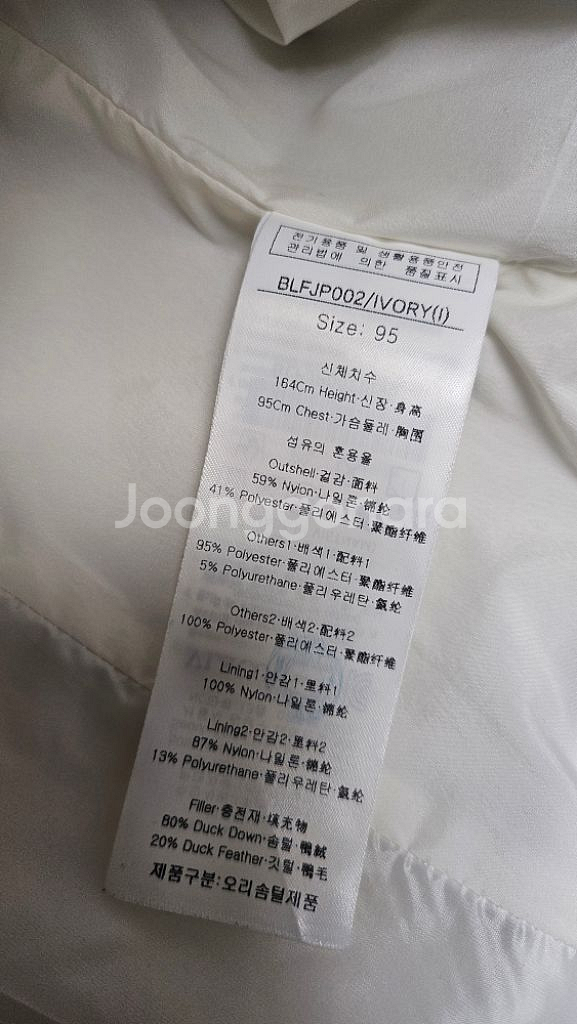 전기용품 및 생활용품안전
관리법에 의한 품질표시
BLFJP002/IVORY(I)
Size: 95
신체치수
164Cm Height·신장·身高
95Cm Chest·가슴둘레·胸围
섬유의 혼용율
Outshell·겉감·面料
59% Nylon·나일론·锦纶
41% Polyester·폴리에스터·聚酯纤维
Joonggonara
Others1·배색1·配料1
95% Polyester·폴리에스터·聚酯纤维
5% Polyurethane·폴리우레탄·氨纶
Others2·배색2·配料2
100% Polyester·폴리에스터·聚酯纤维
Lining1·안감1·里料1
100% Nylon·나일론·锦纶
Lining2·안감2·里料2
87% Nylon·나일론·锦纶
13% Polyurethane·폴리우레탄·氨纶
Filler·충전재·填充物
80% Duck Down·솜털·鴨絨
20% Duck Feather·깃털·鴨毛
제품구분:오리솜털제품